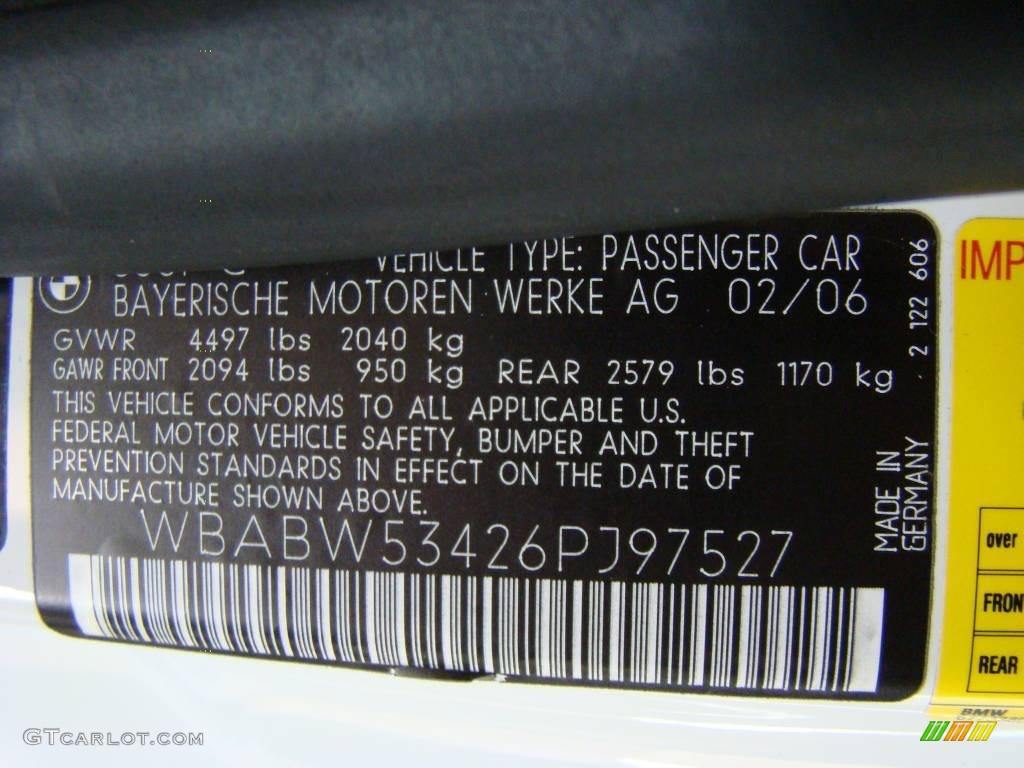 VEHICLE TYPE: PASSENGER CAR
BAYERISCHE MOTOREN WERKE AG 02/06
GVWR 4497 lbs 2040 kg
GAWR FRONT 2094 lbs 950 kg REAR 2579 lbs 1170 kg
THIS VEHICLE CONFORMS TO ALL APPLICABLE U.S.
FEDERAL MOTOR VEHICLE SAFETY, BUMPER AND THEFT
PREVENTION STANDARDS IN EFFECT ON THE DATE OF
MANUFACTURE SHOWN ABOVE.
WBABW53426PJ97527
MADE IN
GERMANY
2 122 606
IMP
over
FRON
REAR
BMW
GTcarlot.com